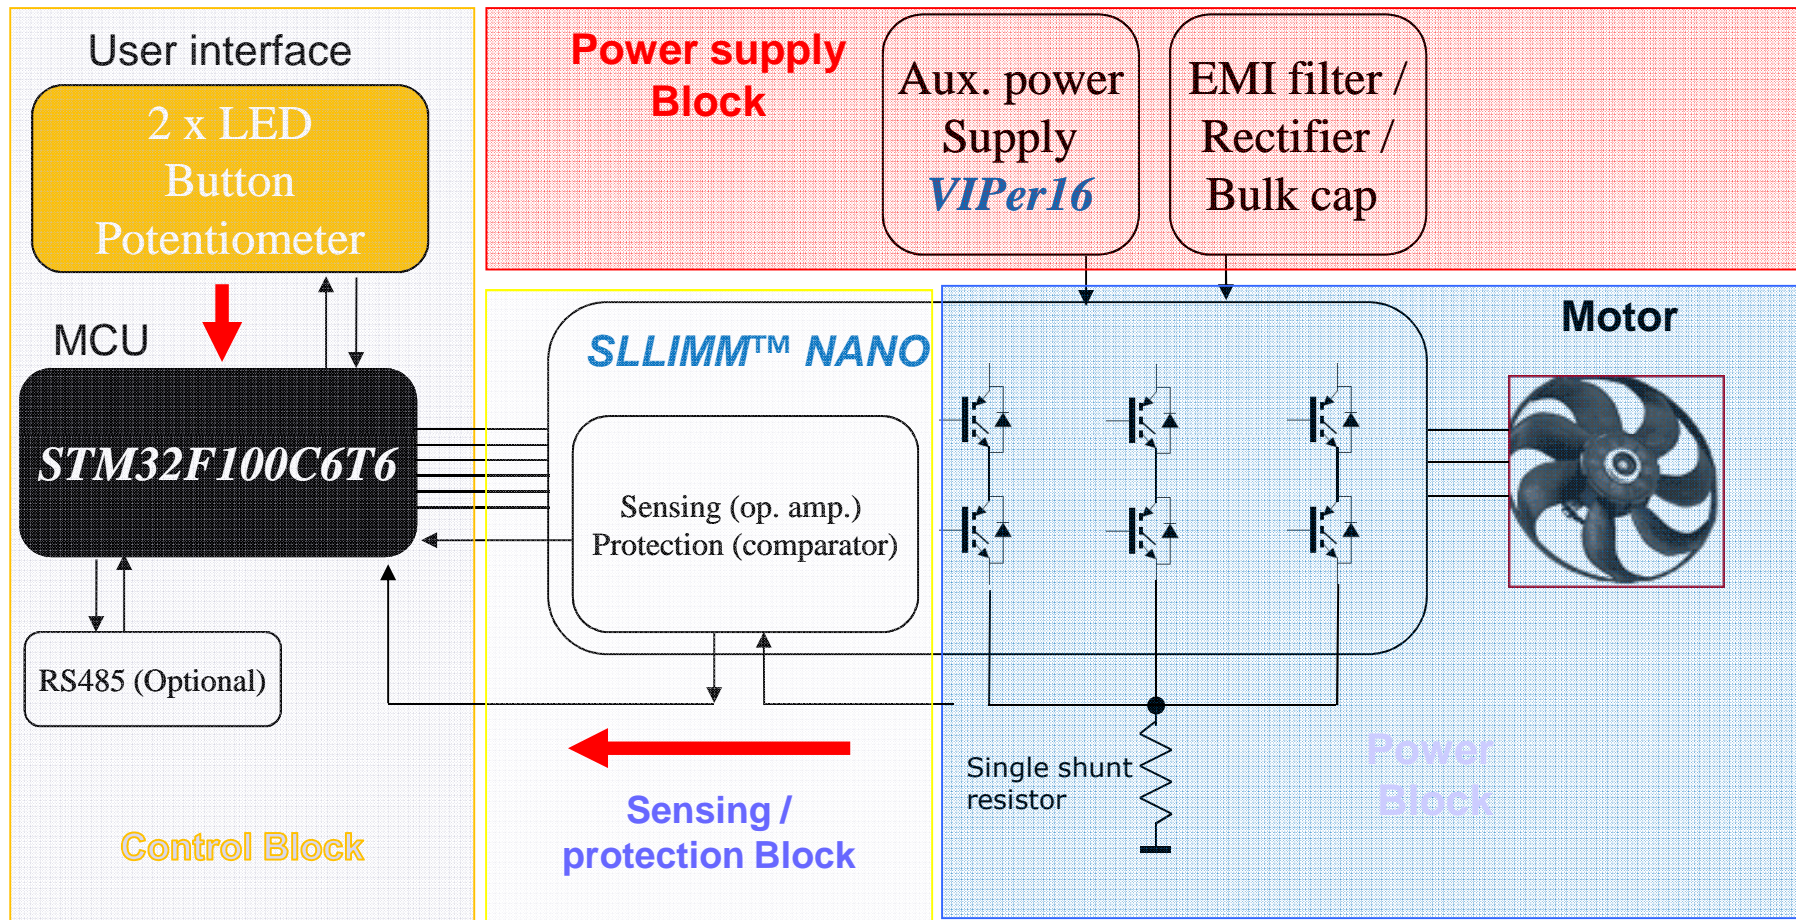 User interface
2 x LED
Button
Potentiometer
MCU
STM32F100C6T6
RS485 (Optional)
Control Block
Power supply
Block
Aux. power
Supply
VIPer16
EMI filter /
Rectifier /
Bulk cap
SLLIMM™ NANO
Sensing (op. amp.)
Protection (comparator)
Sensing /
protection Block
Motor
Single shunt
resistor
Power
Block